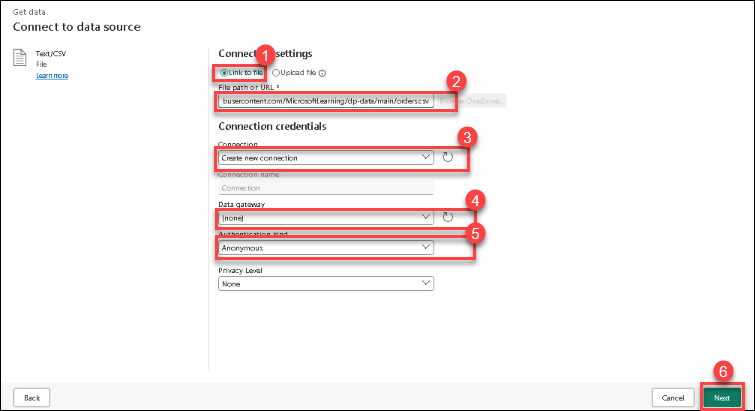 Get data
Connect to data source
Text/CSV
File
Learn more
Connection settings
1
Link to file
Upload file
File path or URL *
2
busercontent.com/MicrosoftLearning/dp-data/main/orders.csv
Browse OneDrive...
Connection credentials
3
Connection
Create new connection
Connection name
Connection
4
Data gateway
(none)
5
Authentication kind
Anonymous
Privacy Level
None
6
Back
Cancel
Next